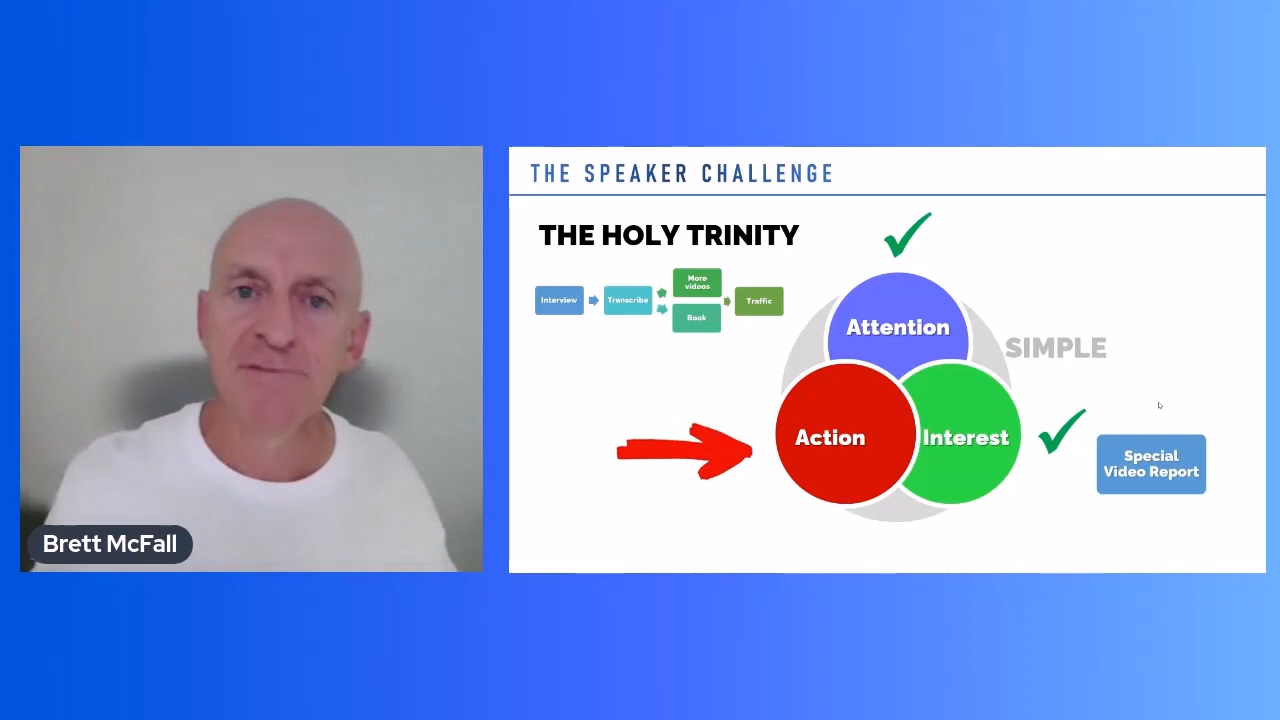 THE SPEAKER CHALLENGE
THE HOLY TRINITY
Interview
Transcribe
More
videos
Book
Traffic
Attention
SIMPLE
Action
Interest
Special
Video Report
Brett McFall